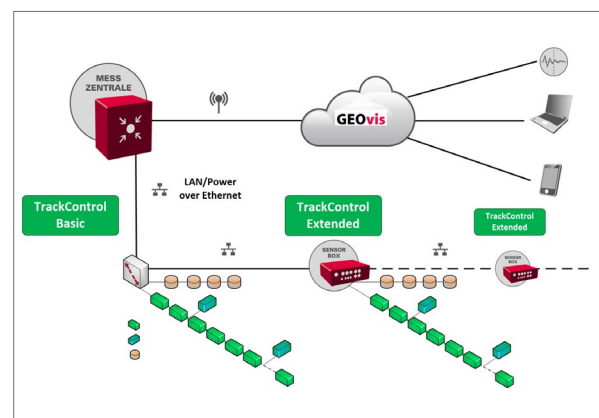 MESS
ZENTRALE
GEOvis
LAN/Power
over Ethernet
TrackControl
Basic
TrackControl
Extended
TrackControl
Extended
SENSOR
BOX
SENSOR
BOX